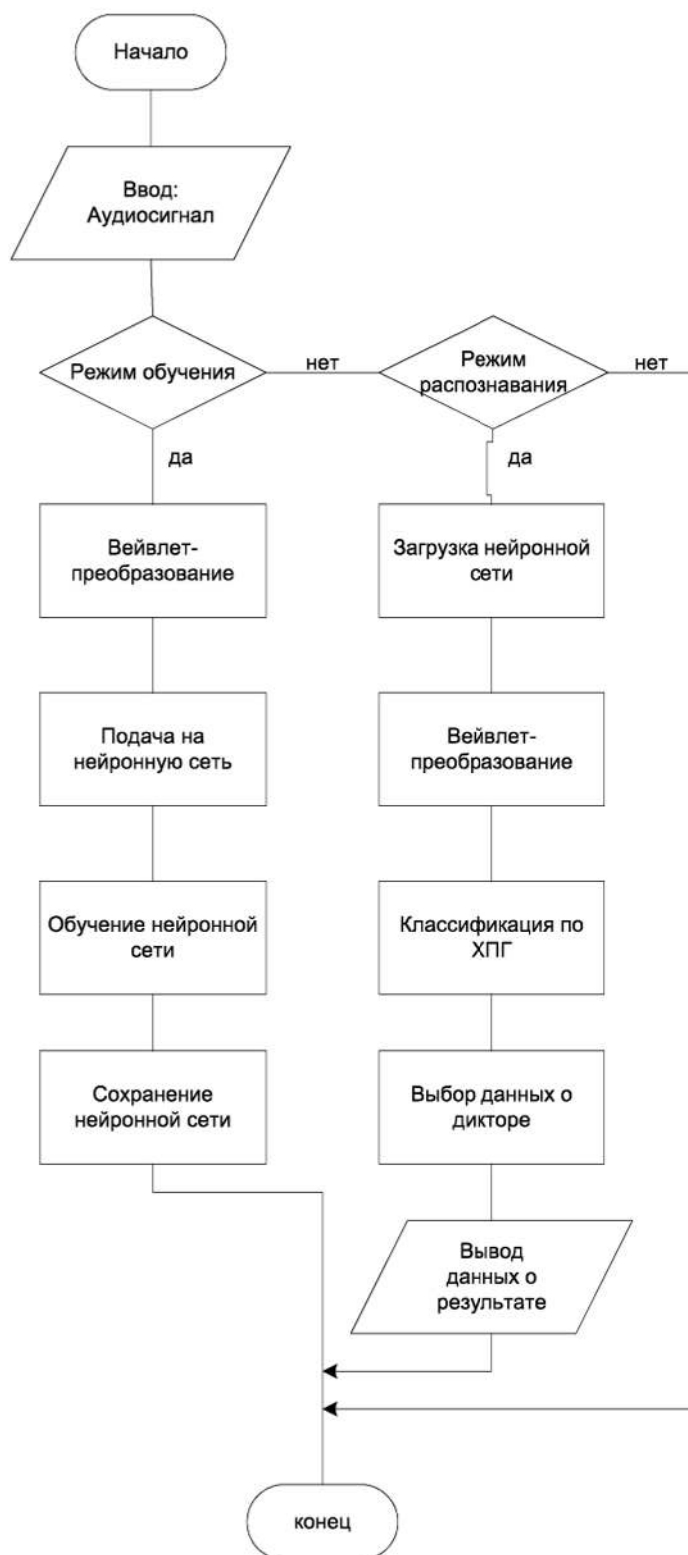 Начало
Ввод:
Аудиосигнал
Режим обучения
нет
Режим
распознавания
нет
да
да
Вейвлет-
преобразование
Загрузка нейронной
сети
Подача на
нейронную сеть
Вейвлет-
преобразование
Обучение нейронной
сети
Классификация по
ХПГ
Сохранение
нейронной сети
Выбор данных о
дикторе
Вывод
данных о
результате
конец